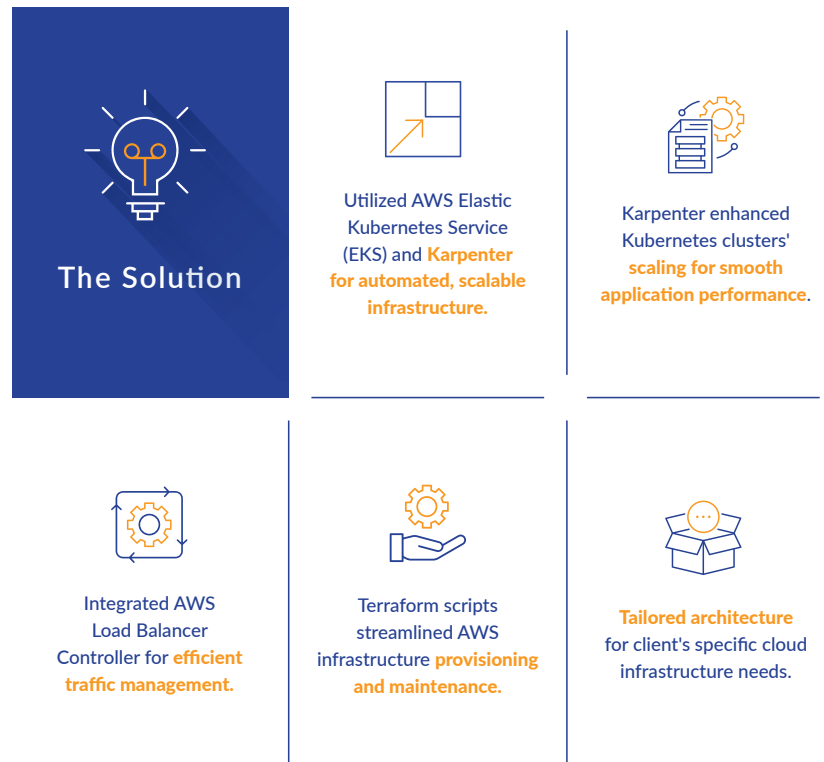 The Solution
Utilized AWS Elastic
Kubernetes Service
(EKS) and Karpenter
for automated, scalable
infrastructure.
Karpenter enhanced
Kubernetes clusters'
scaling for smooth
application performance.
Integrated AWS
Load Balancer
Controller for efficient
traffic management.
Terraform scripts
streamlined AWS
infrastructure provisioning
and maintenance.
Tailored architecture
for client's specific cloud
infrastructure needs.